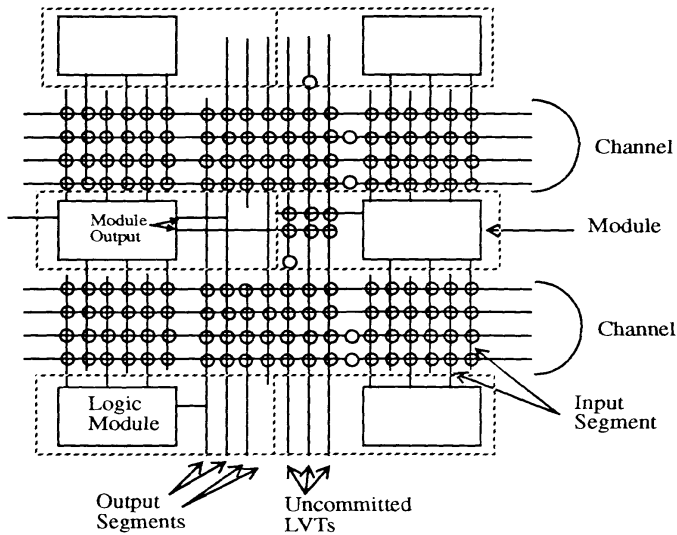 Channel
Module
Output
Module
Channel
Logic
Module
Input
Segment
Output
Segments
Uncommitted
LVTs